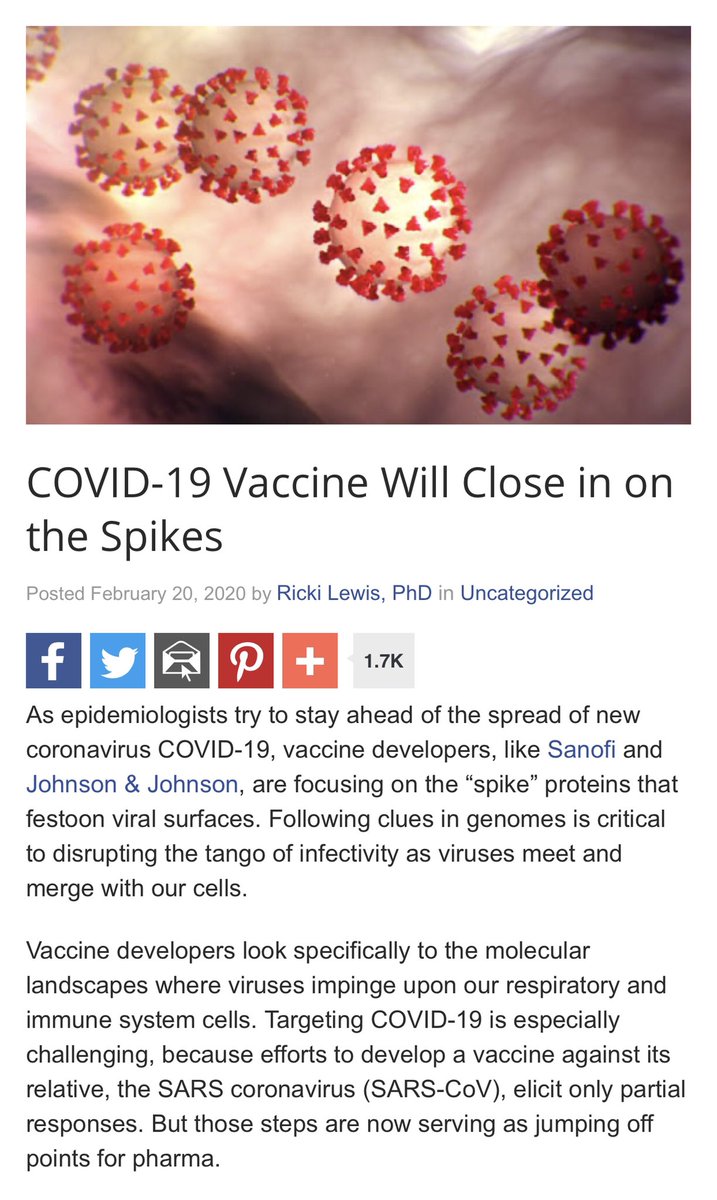 COVID-19 Vaccine Will Close in on
the Spikes
Posted February 20, 2020 by Ricki Lewis, PhD in Uncategorized
1.7K
As epidemiologists try to stay ahead of the spread of new
coronavirus COVID-19, vaccine developers, like Sanofi and
Johnson & Johnson, are focusing on the “spike” proteins that
festoon viral surfaces. Following clues in genomes is critical
to disrupting the tango of infectivity as viruses meet and
merge with our cells.
Vaccine developers look specifically to the molecular
landscapes where viruses impinge upon our respiratory and
immune system cells. Targeting COVID-19 is especially
challenging, because efforts to develop a vaccine against its
relative, the SARS coronavirus (SARS-CoV), elicit only partial
responses. But those steps are now serving as jumping off
points for pharma.